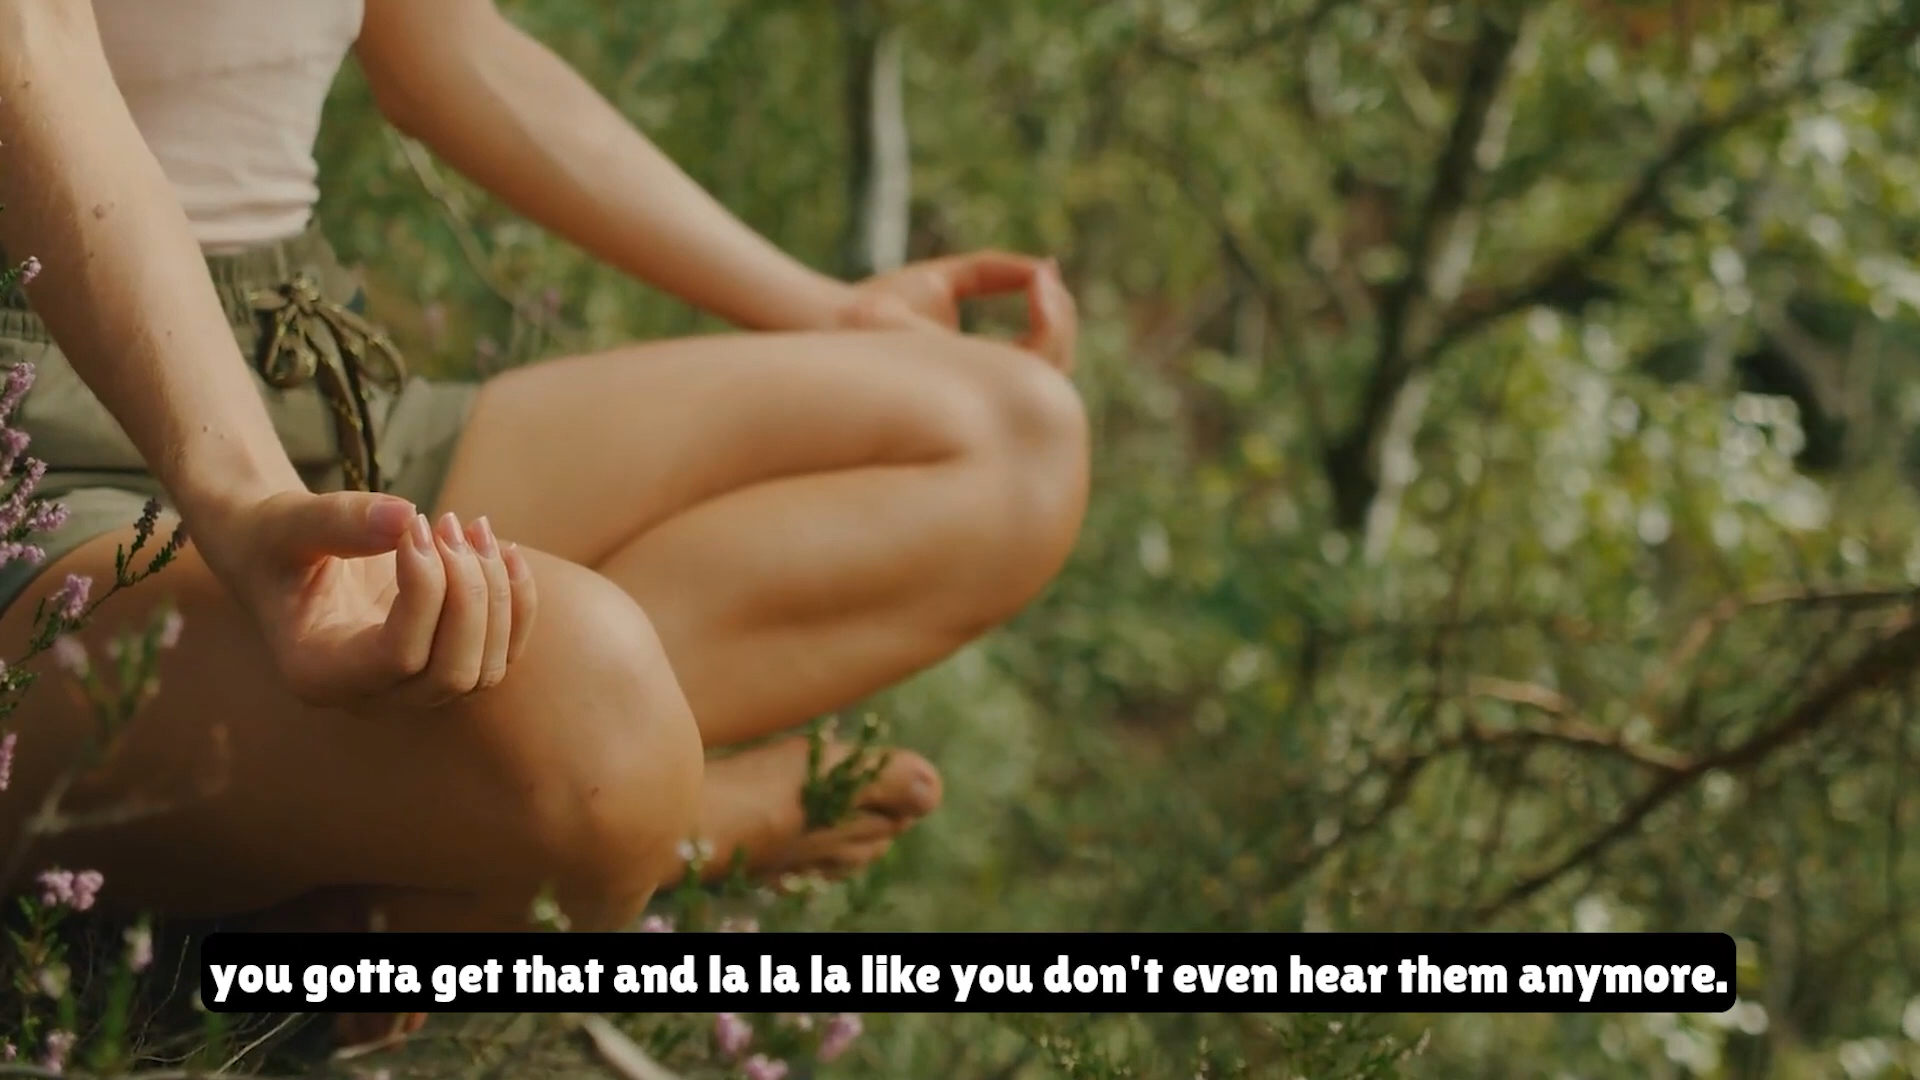 you gotta get that and la la la like you don't even hear them anymore.